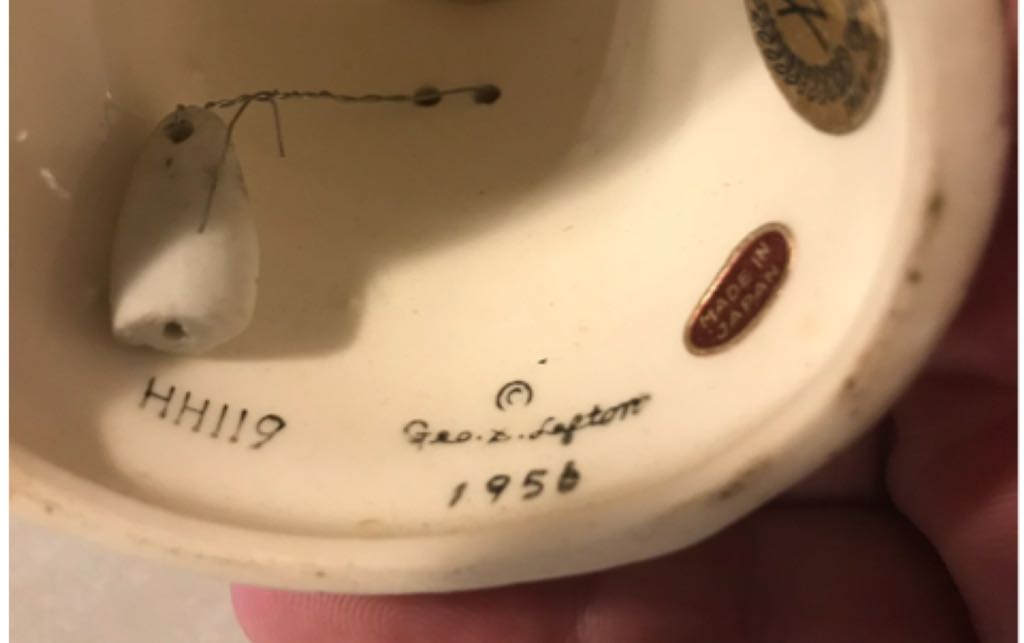 MADE IN
JAPAN
HH119
©
Geo. Z. Lefton
1956